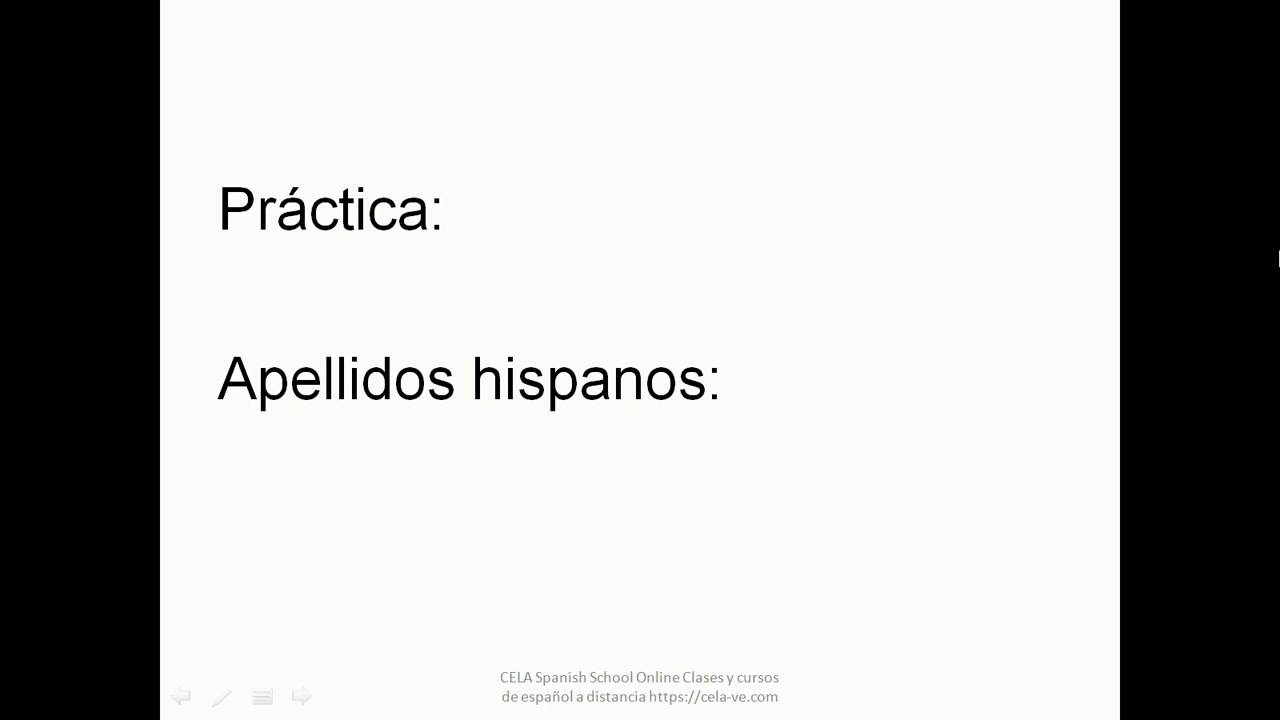 Práctica:
Apellidos hispanos:
CELA Spanish School Online Clases y cursos
de español a distancia https://cela-ve.com